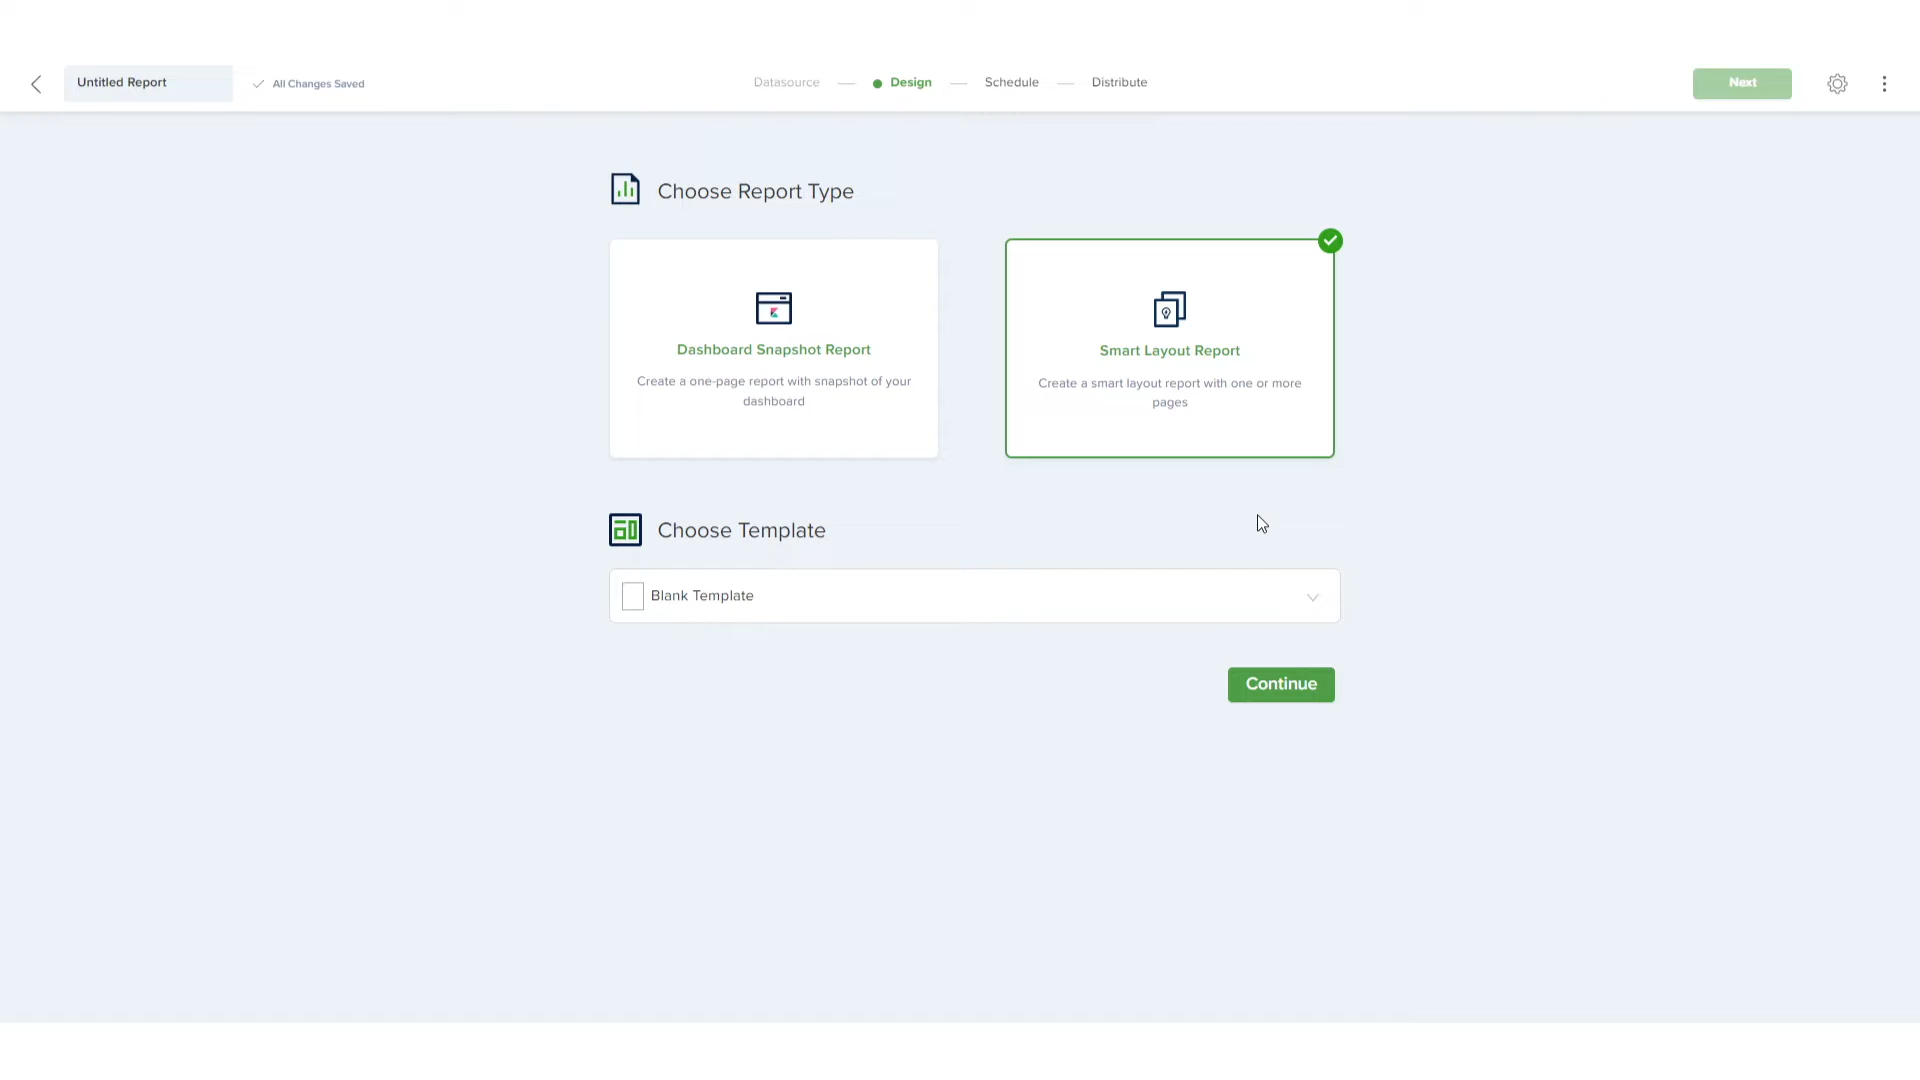 Untitled Report
All Changes Saved
Datasource
Design
Schedule
Distribute
Next
Choose Report Type
Dashboard Snapshot Report
Create a one-page report with snapshot of your
dashboard
Smart Layout Report
Create a smart layout report with one or more
pages
Choose Template
Blank Template
Continue